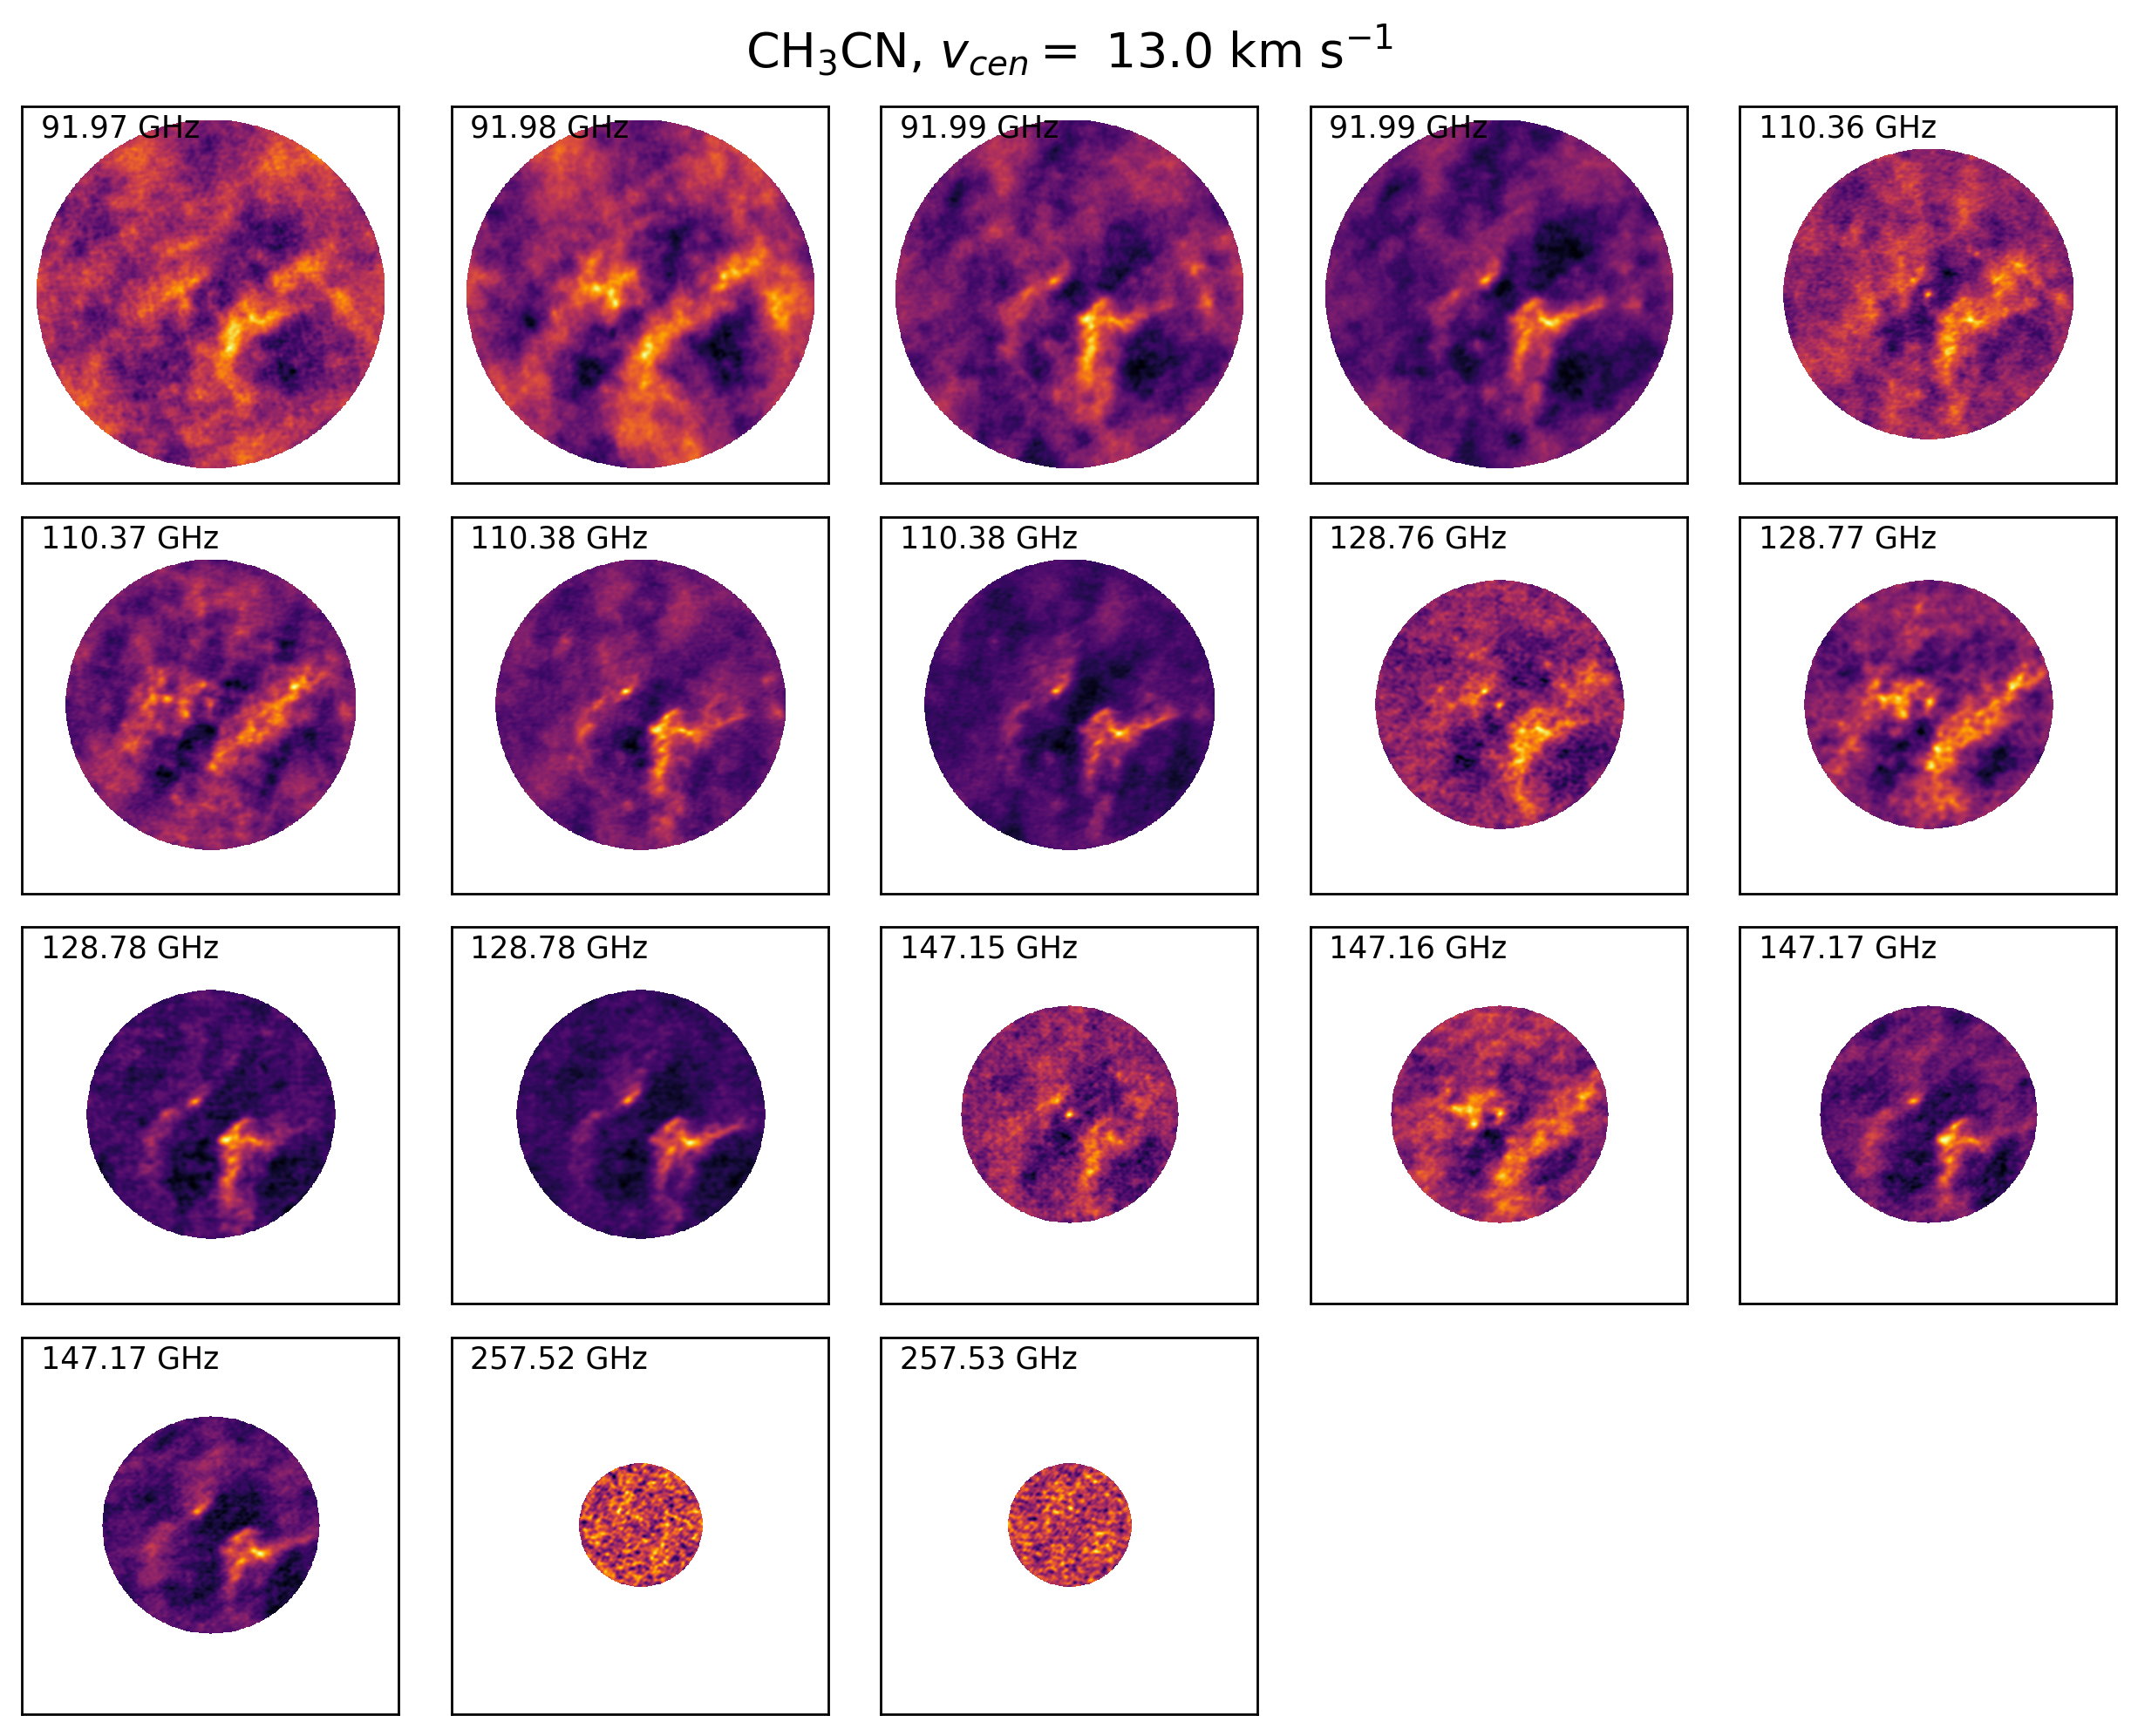 CH₃CN, v_cen = 13.0 km s⁻¹
91.97 GHz
91.98 GHz
91.99 GHz
91.99 GHz
110.36 GHz
110.37 GHz
110.38 GHz
110.38 GHz
128.76 GHz
128.77 GHz
128.78 GHz
128.78 GHz
147.15 GHz
147.16 GHz
147.17 GHz
147.17 GHz
257.52 GHz
257.53 GHz